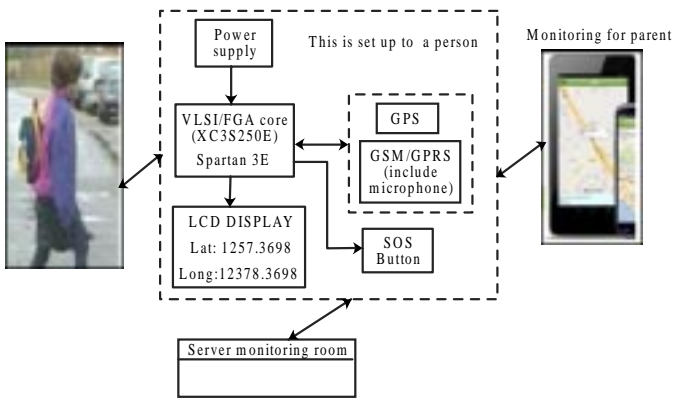 Power
supply
This is set up to a person
Monitoring for parent
VLSI/FGA core
(XC3S250E)
Spartan 3E
GPS
GSM/GPRS
(include
microphone)
LCD DISPLAY
Lat: 1257.3698
Long:12378.3698
SOS
Button
Server monitoring room